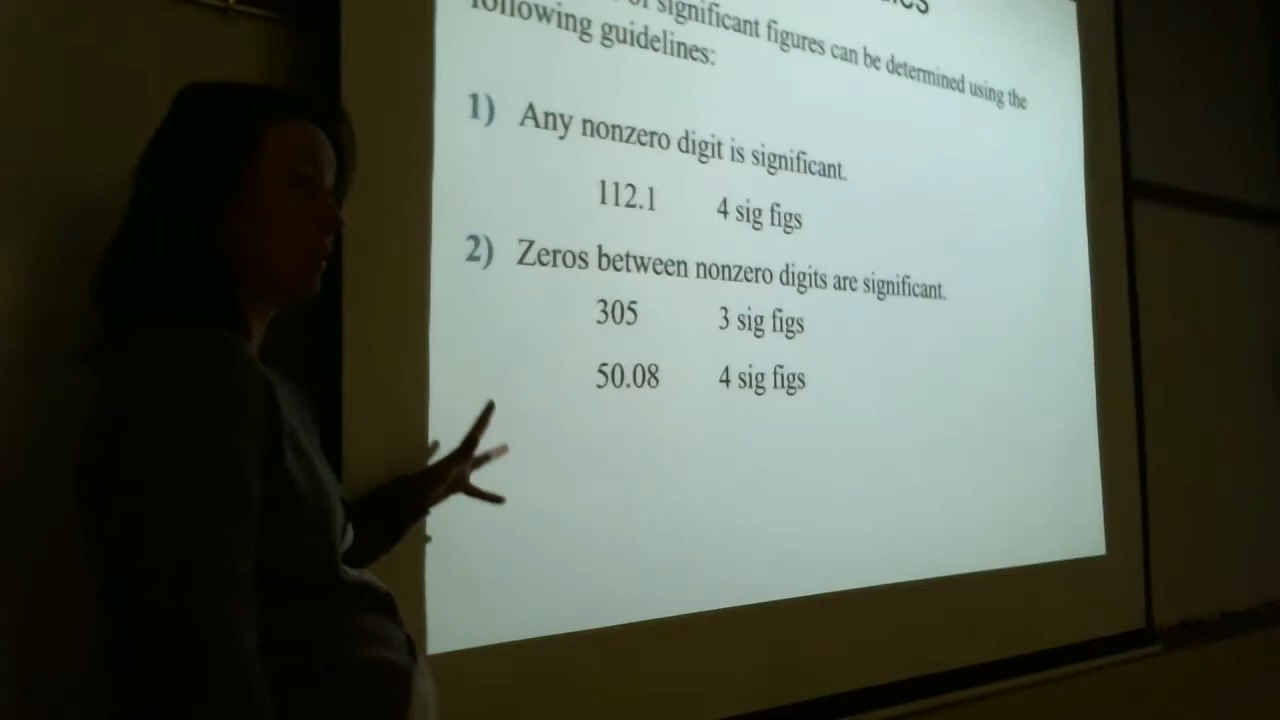 significant figures can be determined using the
following guidelines:
1) Any nonzero digit is significant.
112.1 4 sig figs
2) Zeros between nonzero digits are significant.
305 3 sig figs
50.08 4 sig figs